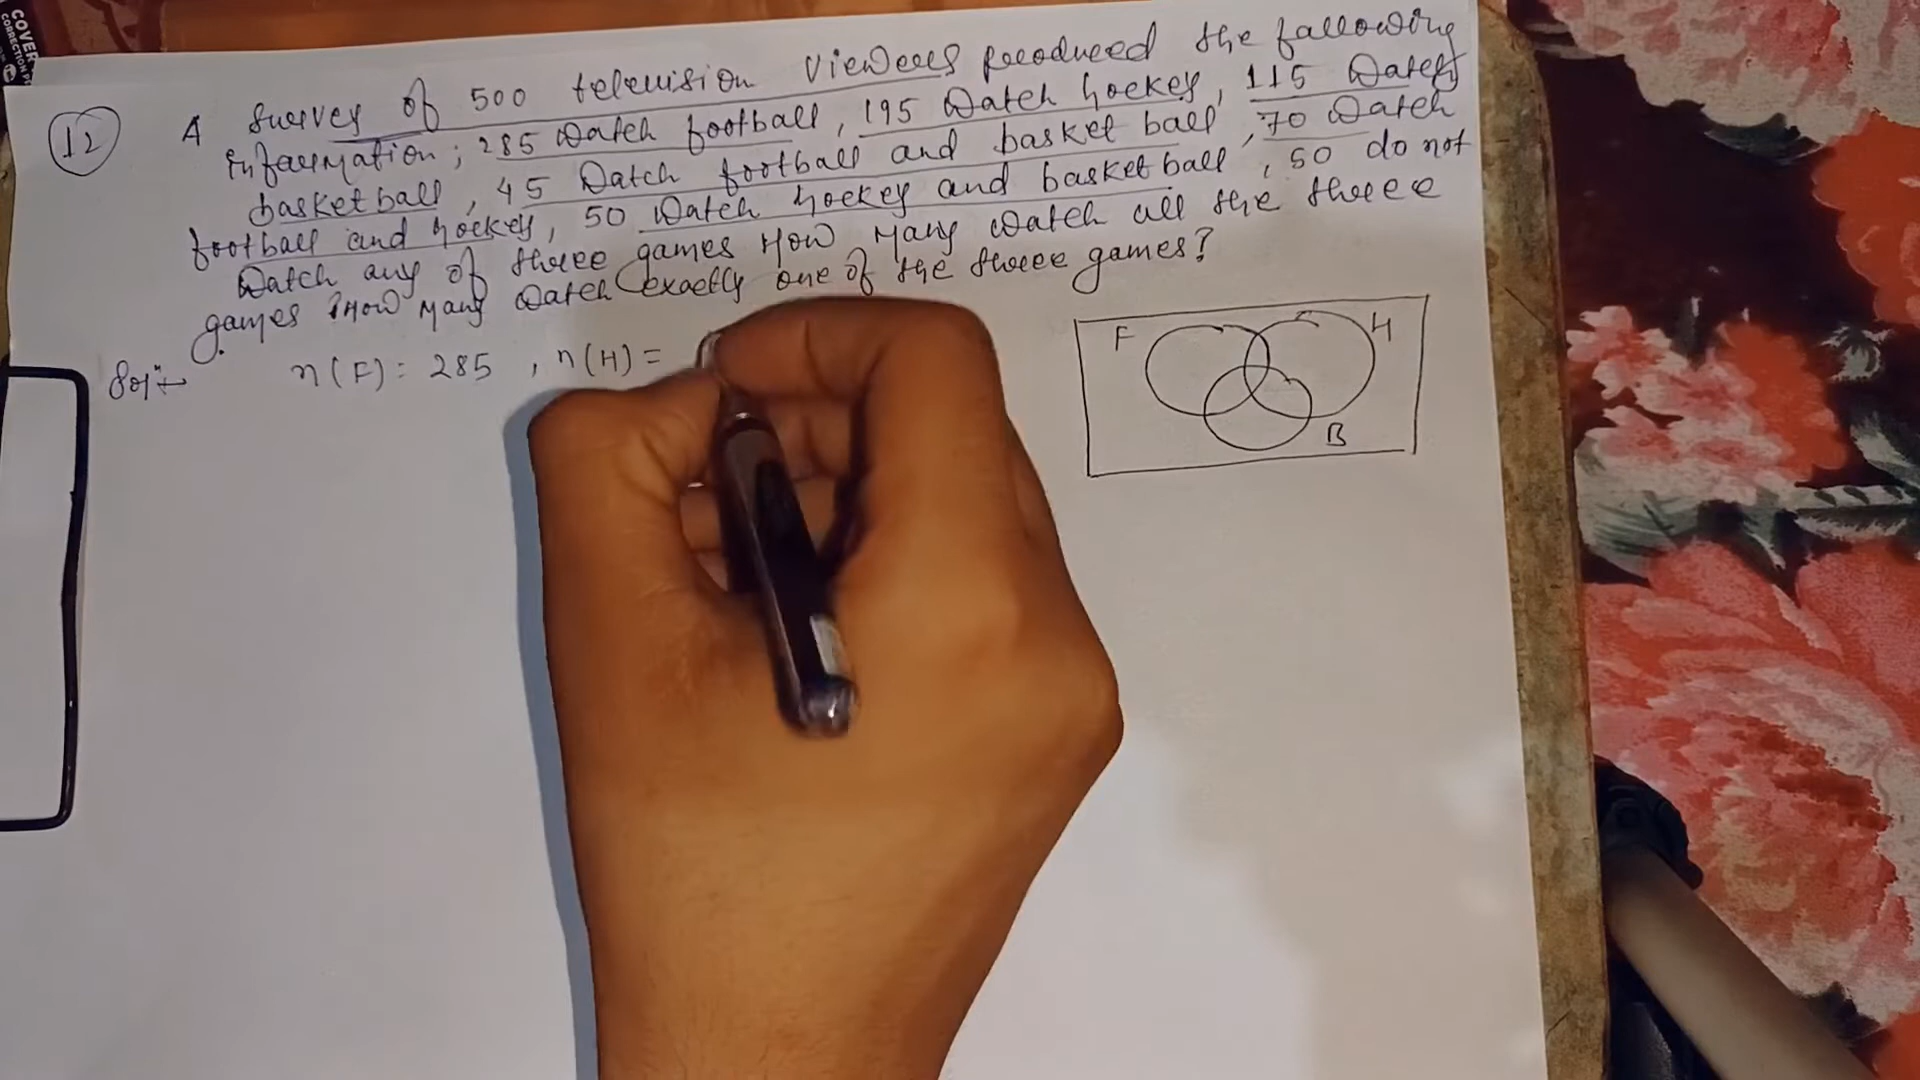 COVER
CORRECTION P
12
A survey of 500 television viewers produced the following
information; 285 watch football, 195 watch hockey, 115 watch
basketball, 45 watch football and basket ball, 70 watch
football and hockey, 50 watch hockey and basket ball, 50 do not
watch any of three games How many watch all the three
games ? How many watch exactly one of the three games?
Solⁿ
n(F) = 285 , n(H) =
F
H
B